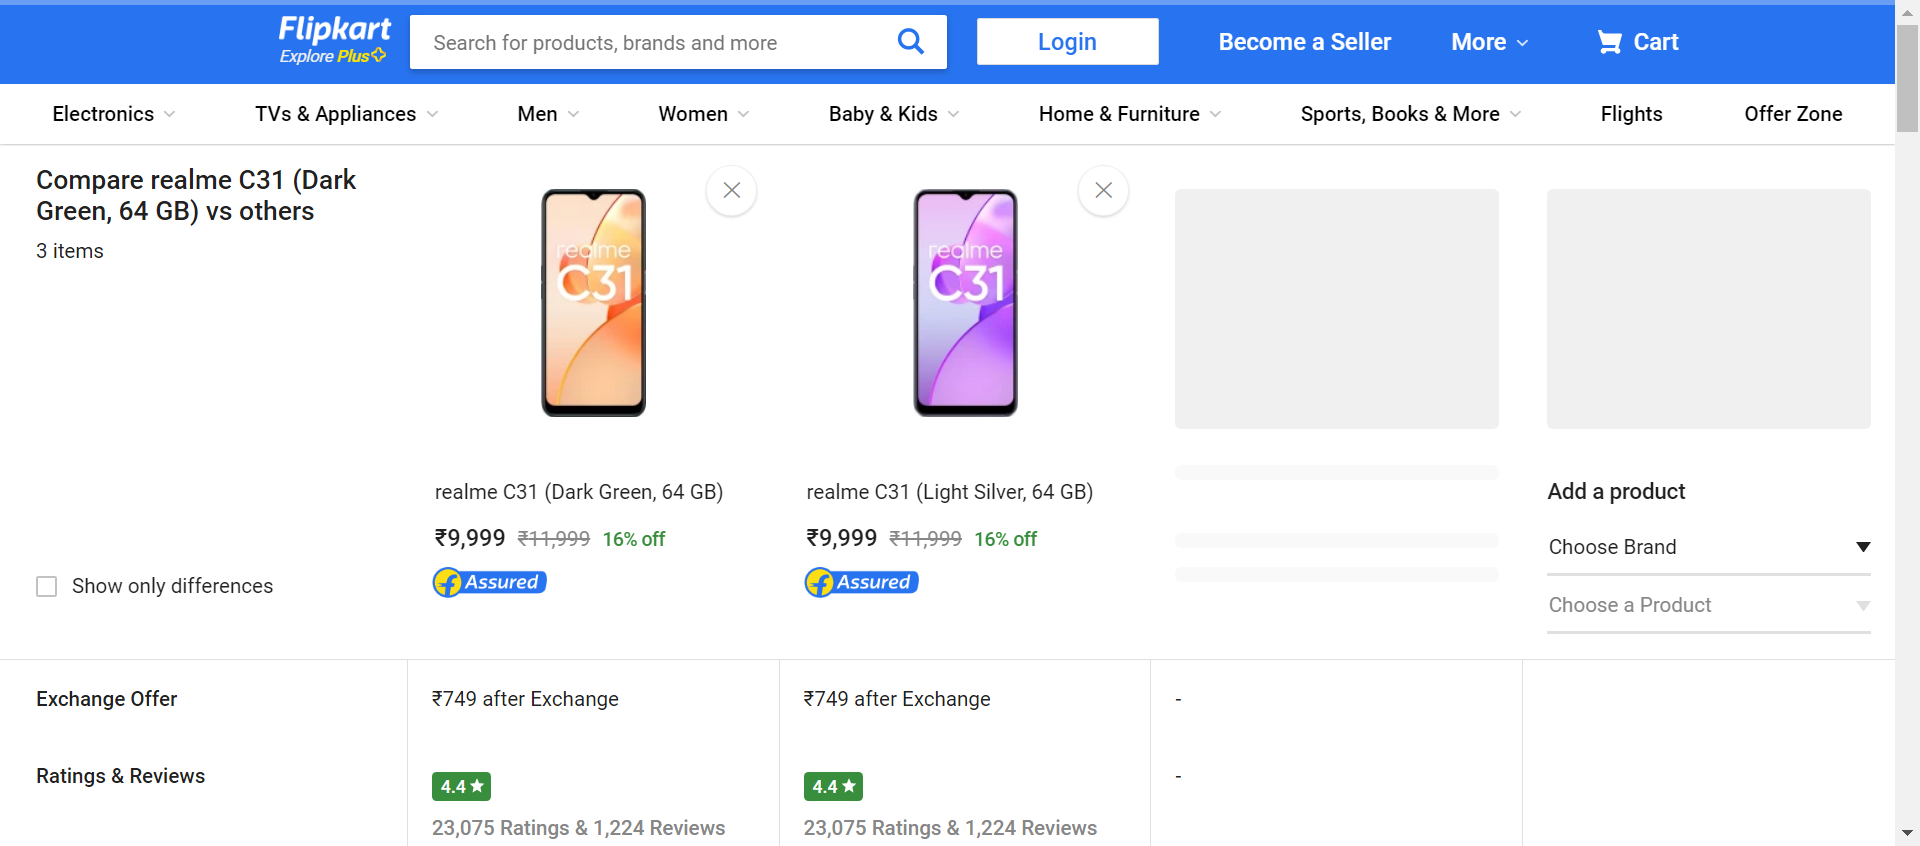 Flipkart
Explore Plus
Search for products, brands and more
Login
Become a Seller
More
Cart
Electronics
TVs & Appliances
Men
Women
Baby & Kids
Home & Furniture
Sports, Books & More
Flights
Offer Zone
Compare realme C31 (Dark
Green, 64 GB) vs others
3 items
realme
C31
realme
C31
realme C31 (Dark Green, 64 GB)
₹9,999 ₹11,999 16% off
Assured
realme C31 (Light Silver, 64 GB)
₹9,999 ₹11,999 16% off
Assured
Add a product
Choose Brand
Choose a Product
Show only differences
Exchange Offer
₹749 after Exchange
₹749 after Exchange
-
Ratings & Reviews
4.4
23,075 Ratings & 1,224 Reviews
4.4
23,075 Ratings & 1,224 Reviews
-